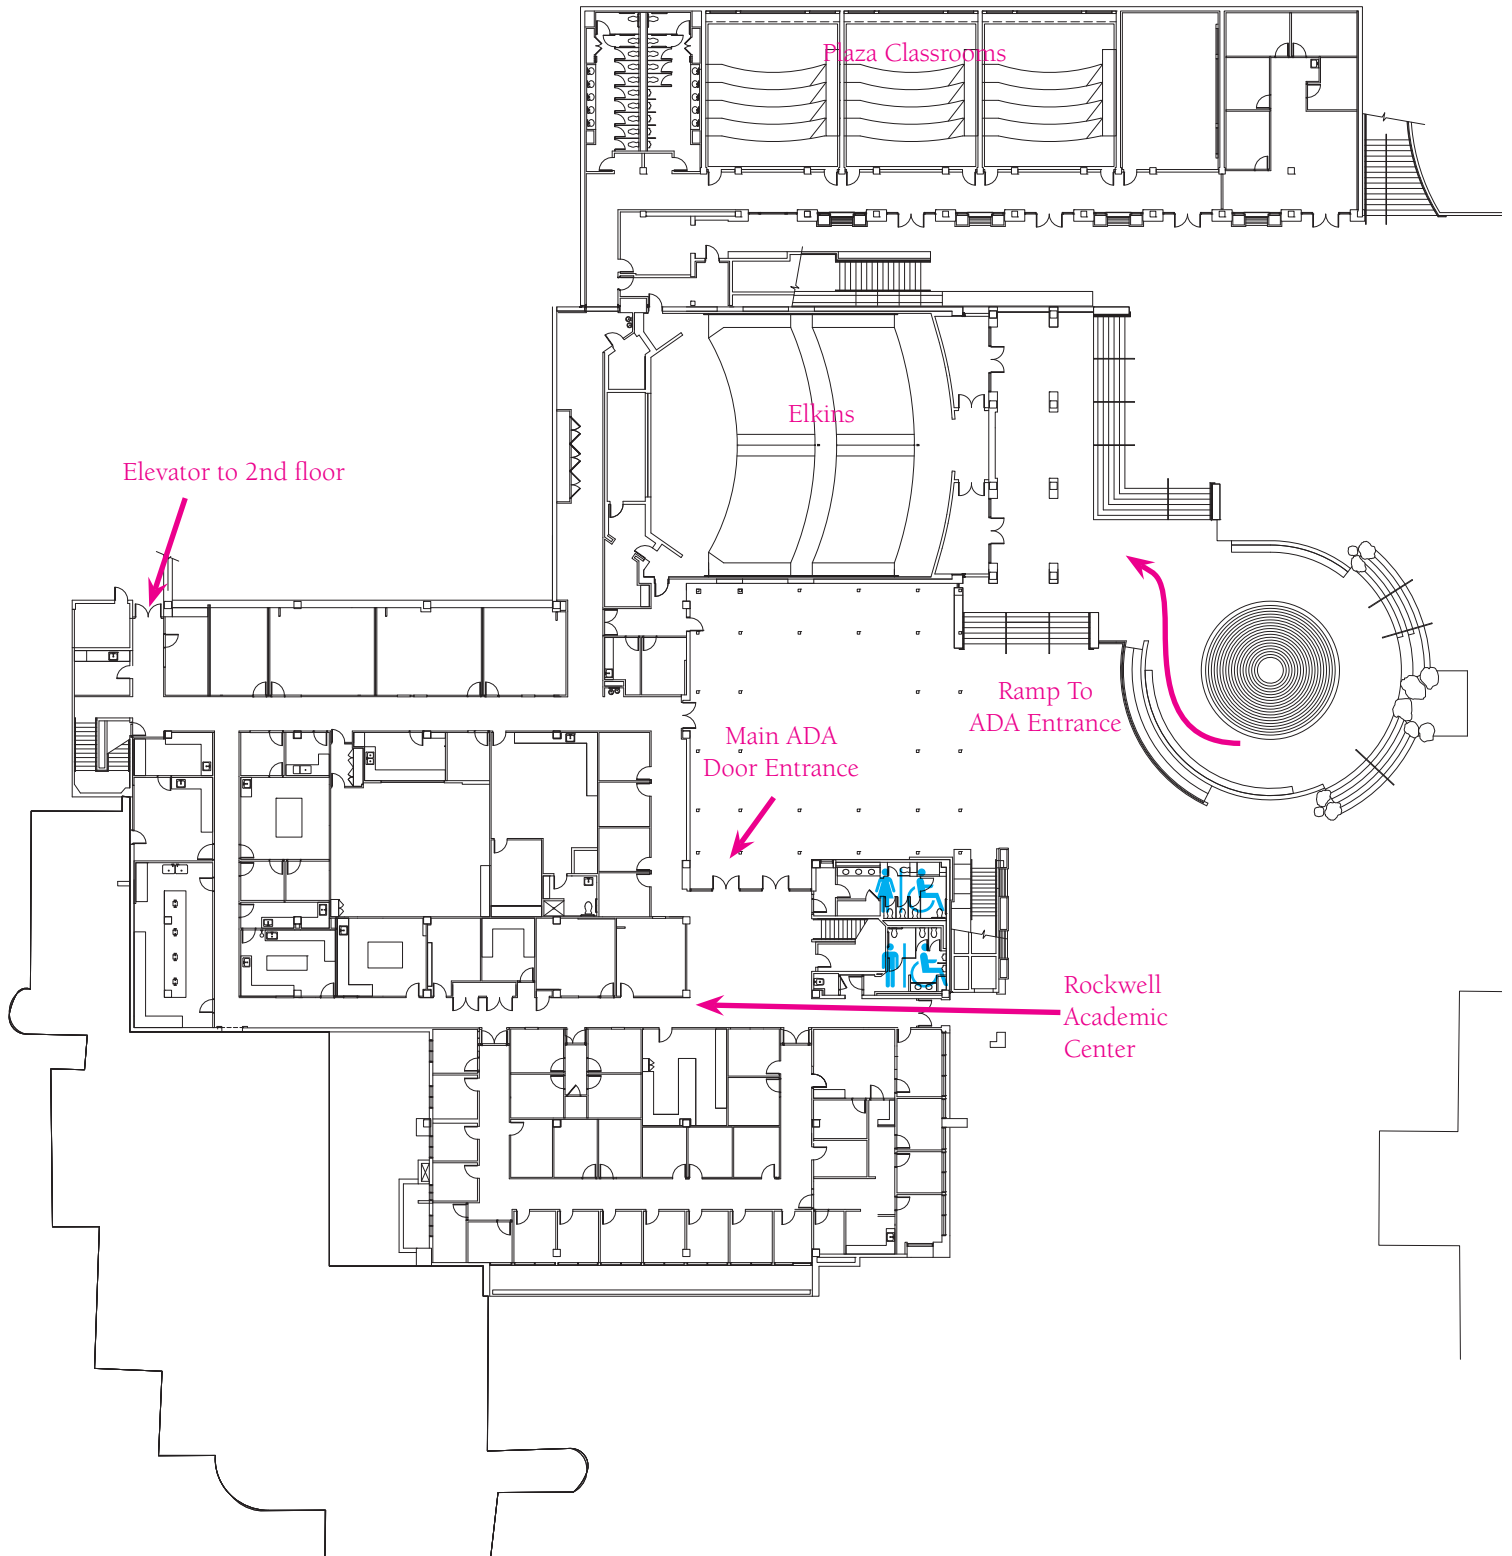 Plaza Classrooms
Elkins
Elevator to 2nd floor
Ramp To
ADA Entrance
Main ADA
Door Entrance
Rockwell
Academic
Center